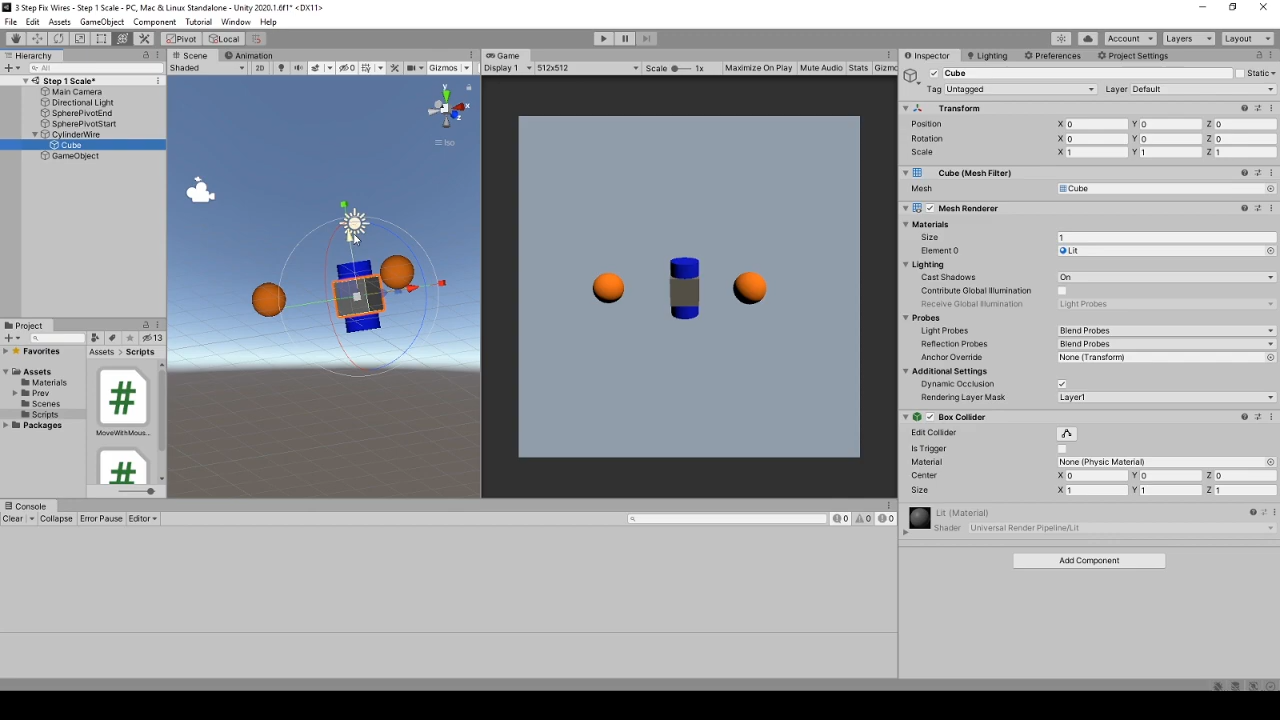 3 Step Fix Wires - Step 1 Scale - PC, Mac & Linux Standalone - Unity 2020.1.6f1* <DX11>
File Edit Assets GameObject Component Tutorial Window Help
Pivot Local Account Layers Layout
Hierarchy
All
Step 1 Scale*
Main Camera
Directional Light
SpherePivotEnd
SpherePivotStart
CylinderWire
Cube
GameObject
Scene Animation
Shaded 2D 0 Gizmos
y
x
z
Iso
Game
Display 1 512x512 Scale 1x Maximize On Play Mute Audio Stats Gizmo
Project
13
Favorites
Assets
Materials
Prev
Scenes
Scripts
Packages
Assets Scripts
#
MoveWithMous...
#
Console
Clear Collapse Error Pause Editor 0 0 0
Inspector Lighting Preferences Project Settings
Cube Static
Tag Untagged Layer Default
Transform
Position X 0 Y 0 Z 0
Rotation X 0 Y 0 Z 0
Scale X 1 Y 1 Z 1
Cube (Mesh Filter)
Mesh Cube
Mesh Renderer
Materials
Size 1
Element 0 Lit
Lighting
Cast Shadows On
Contribute Global Illumination
Receive Global Illumination Light Probes
Probes
Light Probes Blend Probes
Reflection Probes Blend Probes
Anchor Override None (Transform)
Additional Settings
Dynamic Occlusion
Rendering Layer Mask Layer1
Box Collider
Edit Collider
Is Trigger
Material None (Physic Material)
Center X 0 Y 0 Z 0
Size X 1 Y 1 Z 1
Lit (Material)
Shader Universal Render Pipeline/Lit
Add Component